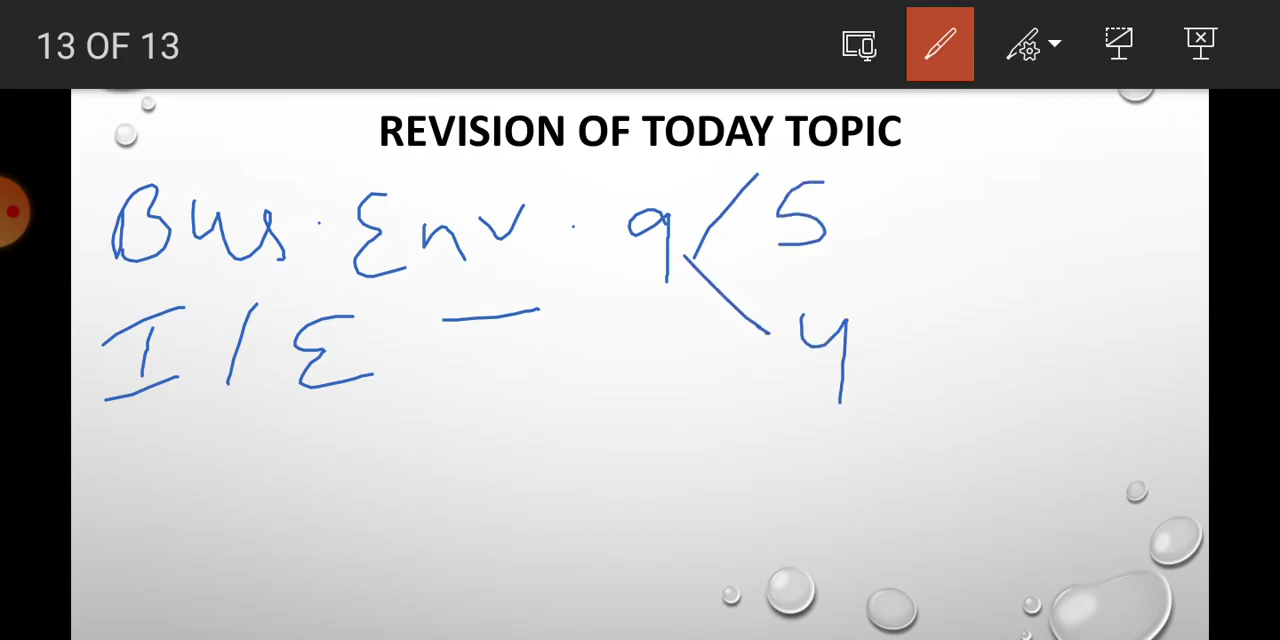 13 OF 13
REVISION OF TODAY TOPIC
Bus. Env. 9 < 5
4
I / E —